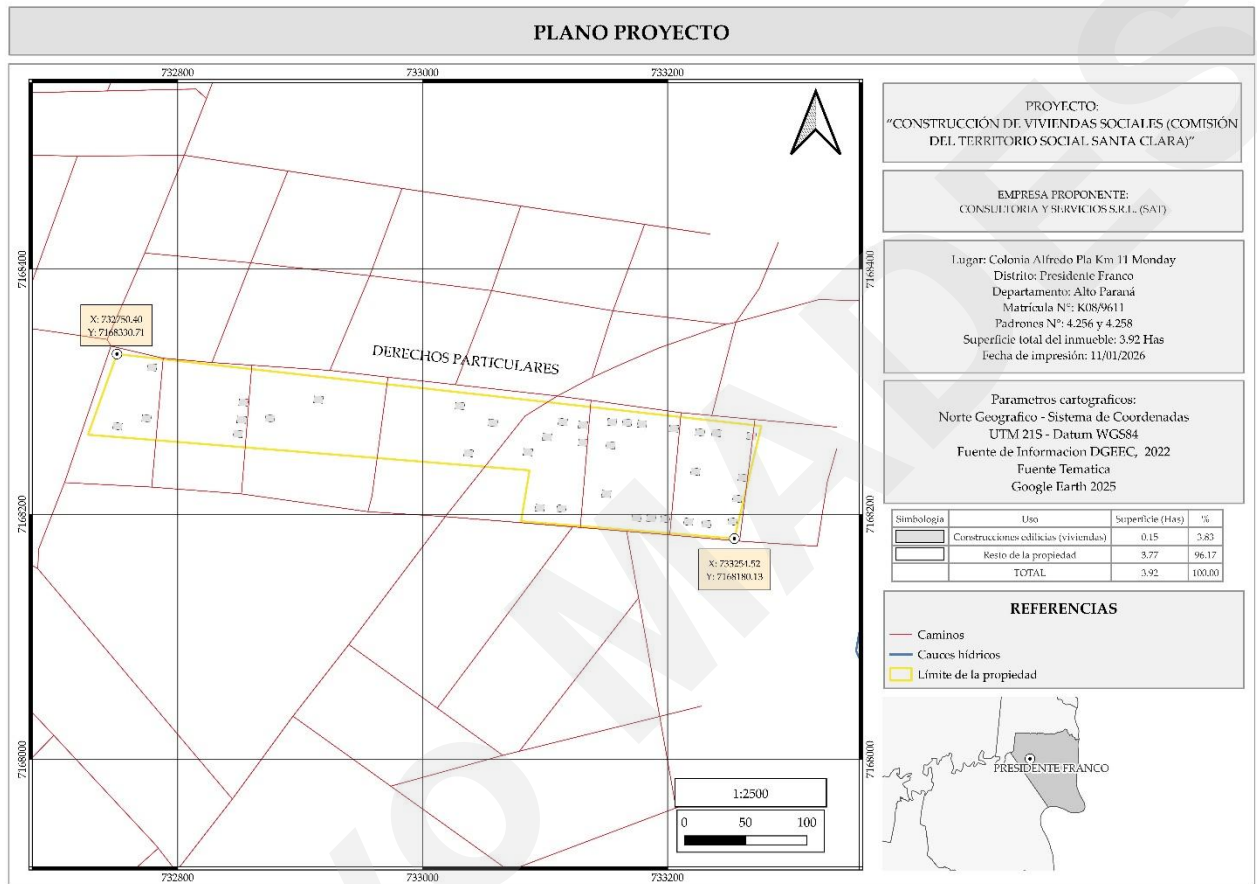 PLANO PROYECTO
732800
733000
733200
7168400
7168400
X: 732750.40
Y: 7168330.71
DERECHOS PARTICULARES
7168200
7168200
X: 733254.52
Y: 7168180.13
7168000
7168000
1:2500
0 50 100
732800
733000
733200
PROYECTO:
"CONSTRUCCIÓN DE VIVIENDAS SOCIALES (COMISIÓN
DEL TERRITORIO SOCIAL SANTA CLARA)"
EMPRESA PROPONENTE:
CONSULTORIA Y SERVICIOS S.R.L. (SAT)
Lugar: Colonia Alfredo Pla Km 11 Monday
Distrito: Presidente Franco
Departamento: Alto Paraná
Matrícula N°: K08/9611
Padrones N°: 4.256 y 4.258
Superficie total del inmueble: 3.92 Has
Fecha de impresión: 11/01/2026
Parametros cartograficos:
Norte Geografico - Sistema de Coordenadas
UTM 21S - Datum WGS84
Fuente de Informacion DGEEC, 2022
Fuente Tematica
Google Earth 2025
Simbología Uso Superficie (Has) %
Construcciones edilicias (viviendas) 0.15 3.83
Resto de la propiedad 3.77 96.17
TOTAL 3.92 100.00
REFERENCIAS
Caminos
Cauces hídricos
Límite de la propiedad
PRESIDENTE FRANCO
MADES